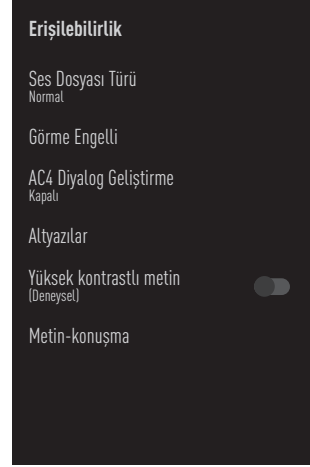 Erişilebilirlik
Ses Dosyası Türü
Normal
Görme Engelli
AC4 Diyalog Geliştirme
Kapalı
Altyazılar
Yüksek kontrastlı metin
(Deneysel)
Metin-konuşma